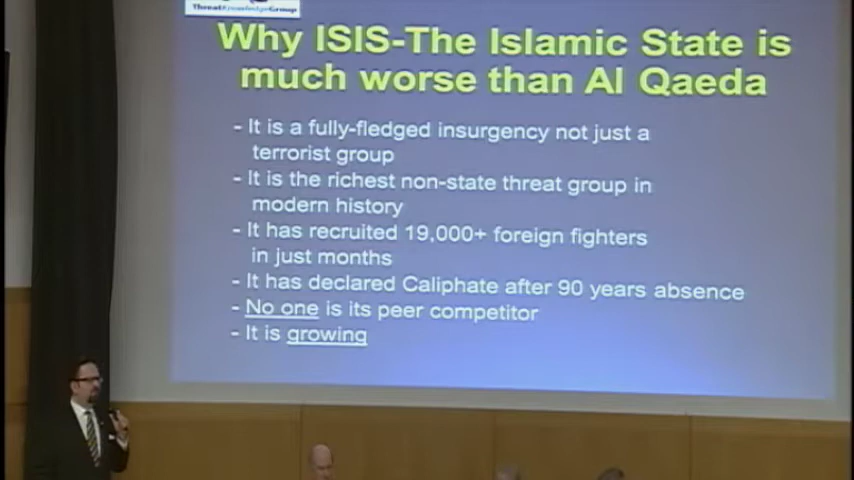 ThreatKnowledgeGroup
Why ISIS-The Islamic State is
much worse than Al Qaeda
- It is a fully-fledged insurgency not just a
terrorist group
- It is the richest non-state threat group in
modern history
- It has recruited 19,000+ foreign fighters
in just months
- It has declared Caliphate after 90 years absence
- No one is its peer competitor
- It is growing